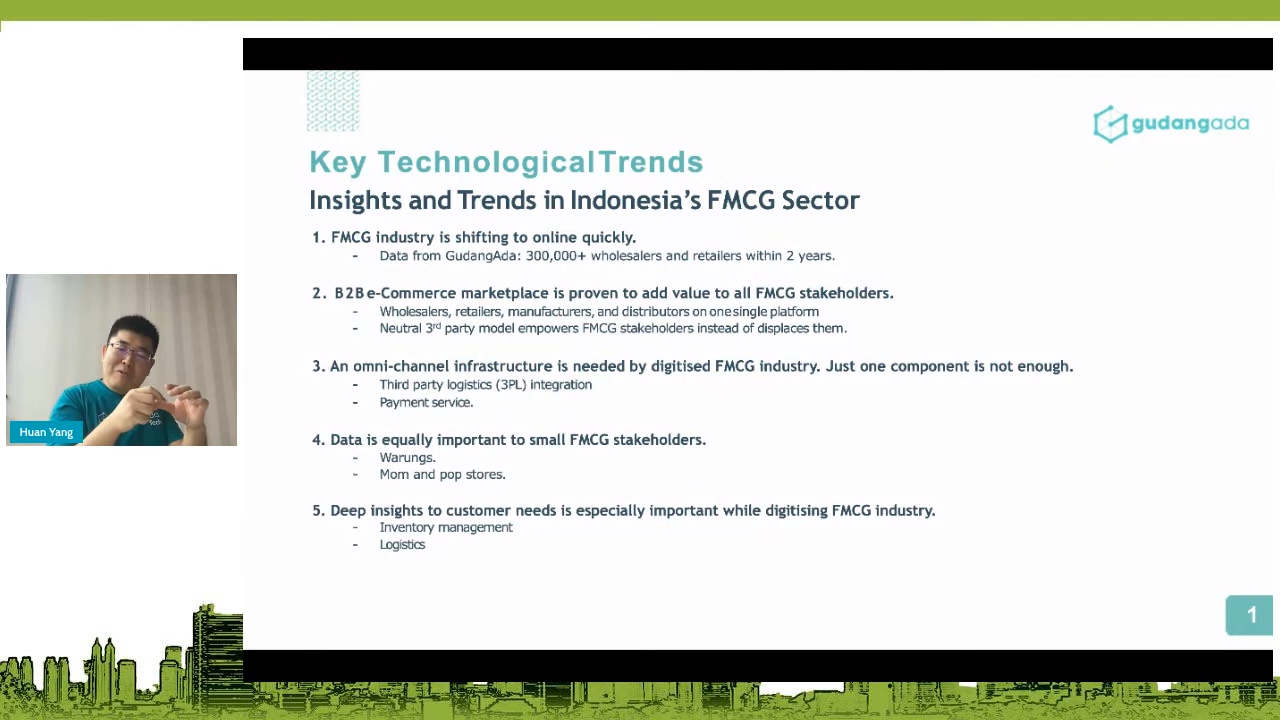 gudangada
Key Technological Trends
Insights and Trends in Indonesia's FMCG Sector
1. FMCG industry is shifting to online quickly.
- Data from GudangAda: 300,000+ wholesalers and retailers within 2 years.
2. B2B e-Commerce marketplace is proven to add value to all FMCG stakeholders.
- Wholesalers, retailers, manufacturers, and distributors on one single platform
- Neutral 3rd party model empowers FMCG stakeholders instead of displaces them.
3. An omni-channel infrastructure is needed by digitised FMCG industry. Just one component is not enough.
- Third party logistics (3PL) integration
- Payment service.
4. Data is equally important to small FMCG stakeholders.
- Warungs.
- Mom and pop stores.
5. Deep insights to customer needs is especially important while digitising FMCG industry.
- Inventory management
- Logistics
1
Tech
Huan Yang